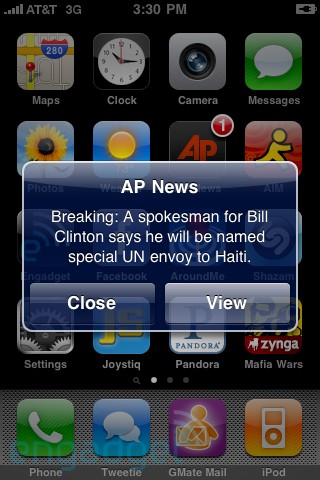 AT&T 3G 3:30 PM
280
Maps Clock Camera Messages
AP 1
Photos AIM
AP News
Breaking: A spokesman for Bill
Clinton says he will be named
special UN envoy to Haiti.
Close View
Engadget Facebook AroundMe Shazam
JS P PANDORA zynga
Settings Joystiq Pandora Mafia Wars
engadget
Phone Tweetie GMate Mail iPod